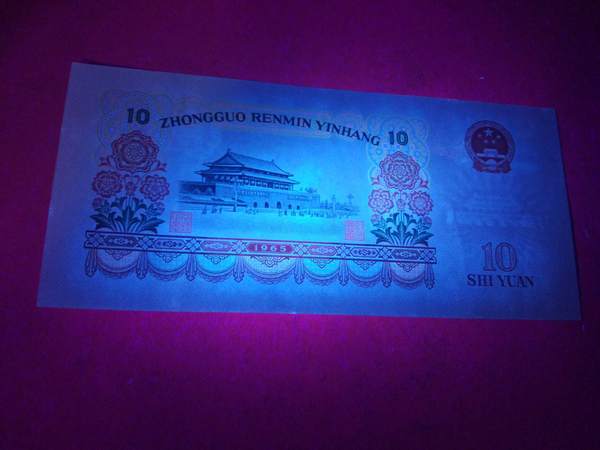 10 ZHONGGUO RENMIN YINHANG 10
1965
10
SHI YUAN